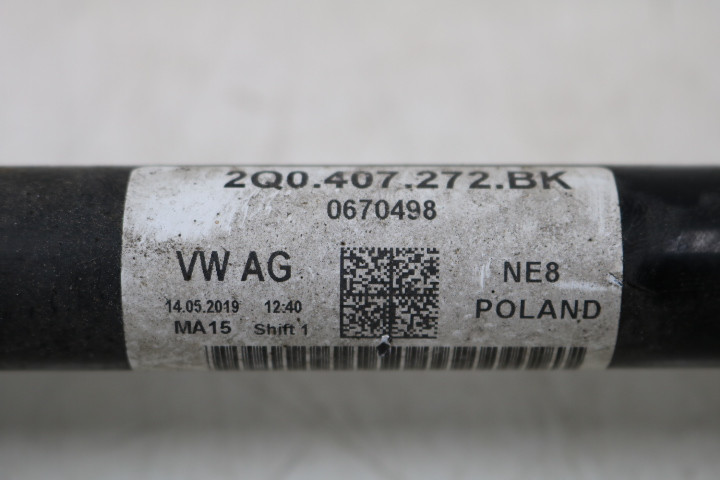 2Q0.407.272.BK
0670498
VW AG
14.05.2019 12:40
MA15 Shift 1
NE8
POLAND